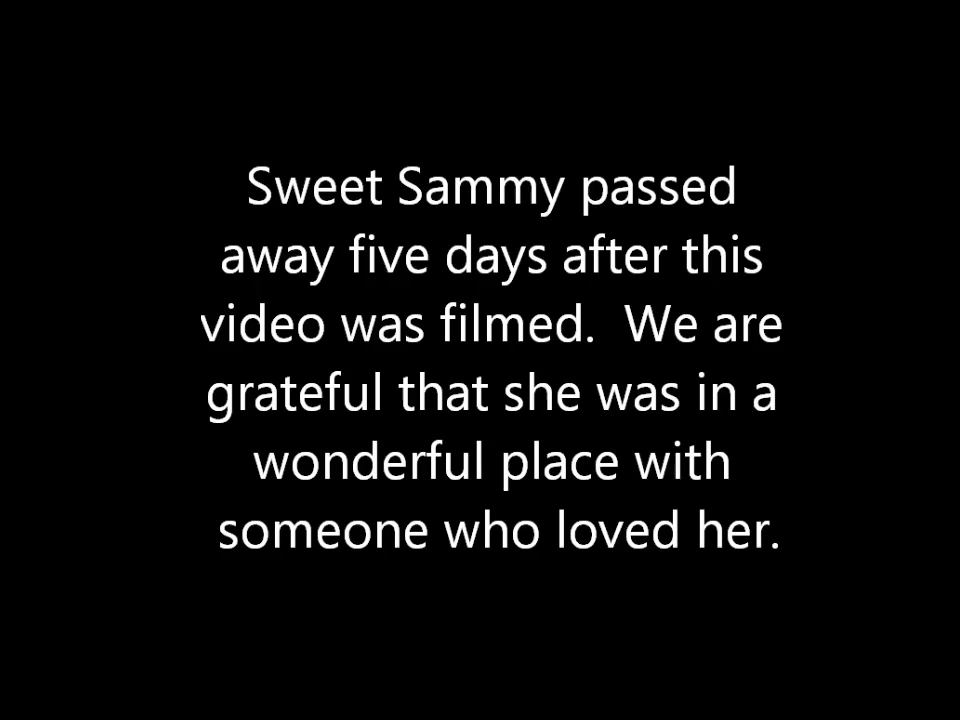 Sweet Sammy passed
away five days after this
video was filmed.  We are
grateful that she was in a
wonderful place with
someone who loved her.